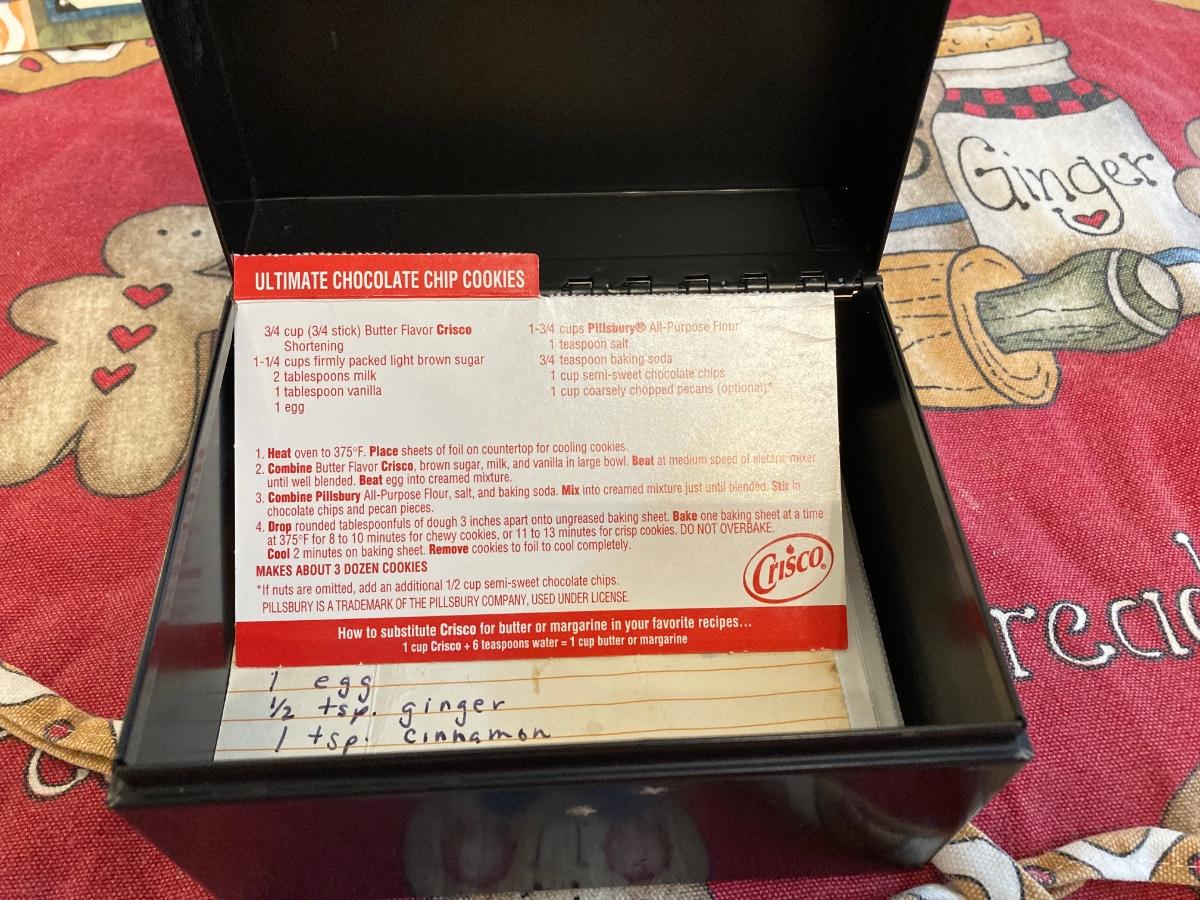 Ginger
ULTIMATE CHOCOLATE CHIP COOKIES
3/4 cup (3/4 stick) Butter Flavor Crisco
Shortening
1-1/4 cups firmly packed light brown sugar
2 tablespoons milk
1 tablespoon vanilla
1 egg
1-3/4 cups Pillsbury® All-Purpose Flour
1 teaspoon salt
3/4 teaspoon baking soda
1 cup semi-sweet chocolate chips
1 cup coarsely chopped pecans (optional)*
1. Heat oven to 375°F. Place sheets of foil on countertop for cooling cookies.
2. Combine Butter Flavor Crisco, brown sugar, milk, and vanilla in large bowl. Beat at medium speed of electric mixer
until well blended. Beat egg into creamed mixture.
3. Combine Pillsbury All-Purpose Flour, salt, and baking soda. Mix into creamed mixture just until blended. Stir in
chocolate chips and pecan pieces.
4. Drop rounded tablespoonfuls of dough 3 inches apart onto ungreased baking sheet. Bake one baking sheet at a time
at 375°F for 8 to 10 minutes for chewy cookies, or 11 to 13 minutes for crisp cookies. DO NOT OVERBAKE.
Cool 2 minutes on baking sheet. Remove cookies to foil to cool completely.
MAKES ABOUT 3 DOZEN COOKIES
*If nuts are omitted, add an additional 1/2 cup semi-sweet chocolate chips.
PILLSBURY IS A TRADEMARK OF THE PILLSBURY COMPANY, USED UNDER LICENSE.
Crisco®
How to substitute Crisco for butter or margarine in your favorite recipes...
1 cup Crisco + 6 teaspoons water = 1 cup butter or margarine
1 egg
1/2 tsp. ginger
1 tsp. cinnamon